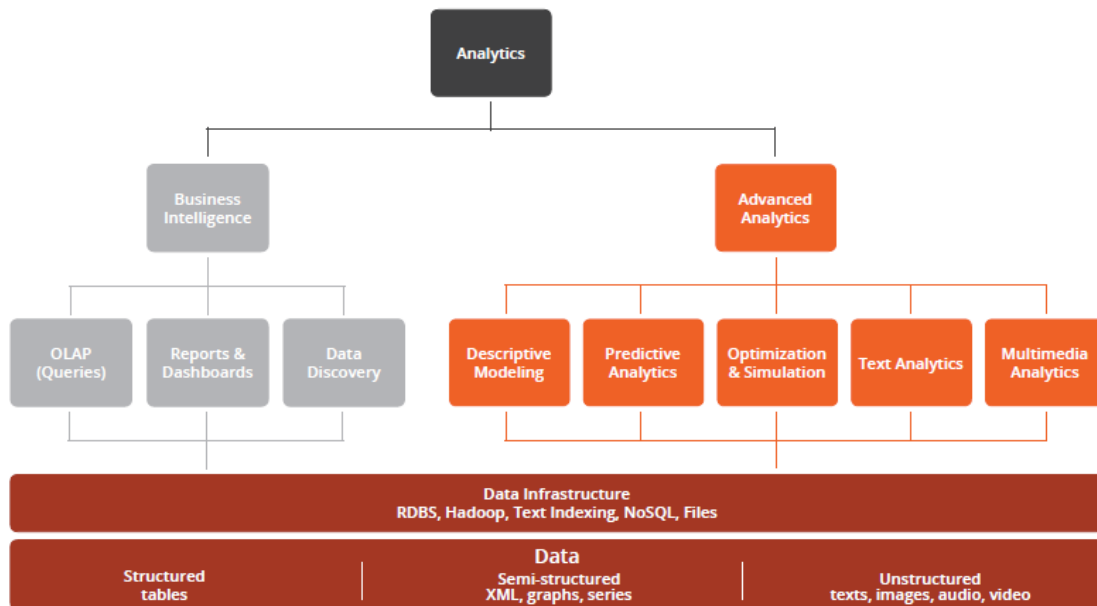 Analytics
Business
Intelligence
Advanced
Analytics
OLAP
(Queries)
Reports &
Dashboards
Data
Discovery
Descriptive
Modeling
Predictive
Analytics
Optimization
& Simulation
Text Analytics
Multimedia
Analytics
Data Infrastructure
RDBS, Hadoop, Text Indexing, NoSQL, Files
Data
Structured
tables
Semi-structured
XML, graphs, series
Unstructured
texts, images, audio, video